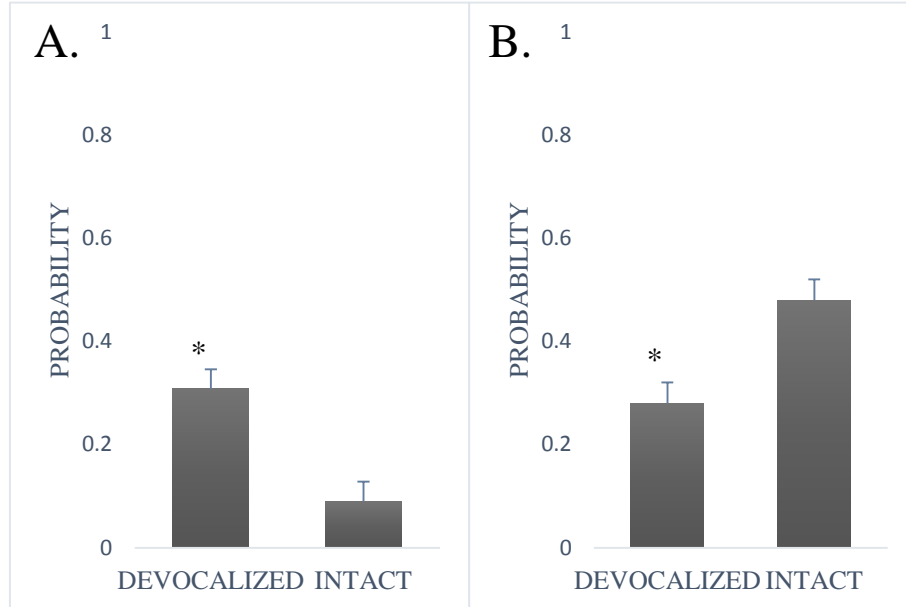 A.
1
0.8
0.6
0.4
0.2
0
PROBABILITY
*
DEVOCALIZED INTACT
B.
1
0.8
0.6
0.4
0.2
0
PROBABILITY
*
DEVOCALIZED INTACT